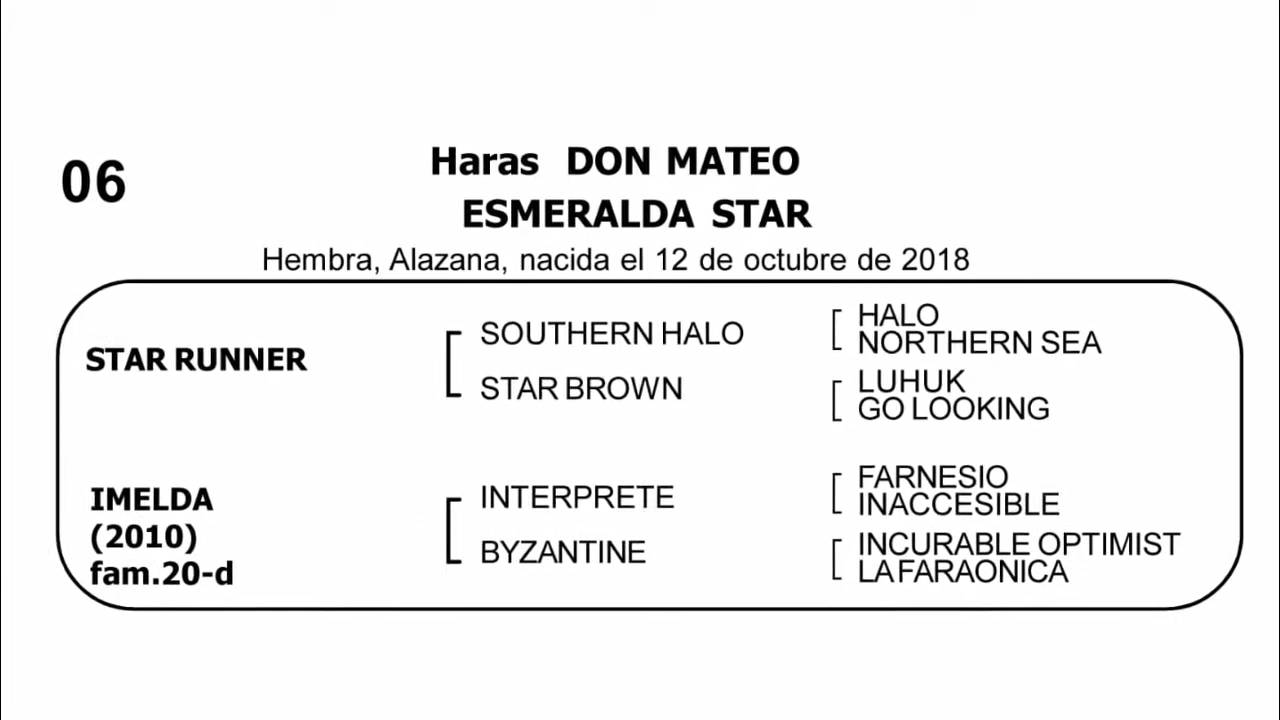 06
Haras DON MATEO
ESMERALDA STAR
Hembra, Alazana, nacida el 12 de octubre de 2018
STAR RUNNER
SOUTHERN HALO
STAR BROWN
HALO
NORTHERN SEA
LUHUK
GO LOOKING
IMELDA
(2010)
fam.20-d
INTERPRETE
BYZANTINE
FARNESIO
INACCESIBLE
INCURABLE OPTIMIST
LA FARAONICA